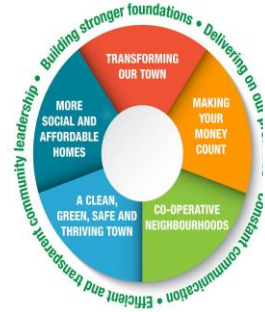 Building stronger foundations • Delivering on our
Constant communication •
Efficient and transparent community leadership •
TRANSFORMING
OUR TOWN
MAKING
YOUR
MONEY
COUNT
CO-OPERATIVE
NEIGHBOURHOODS
A CLEAN,
GREEN, SAFE AND
THRIVING TOWN
MORE
SOCIAL AND
AFFORDABLE
HOMES